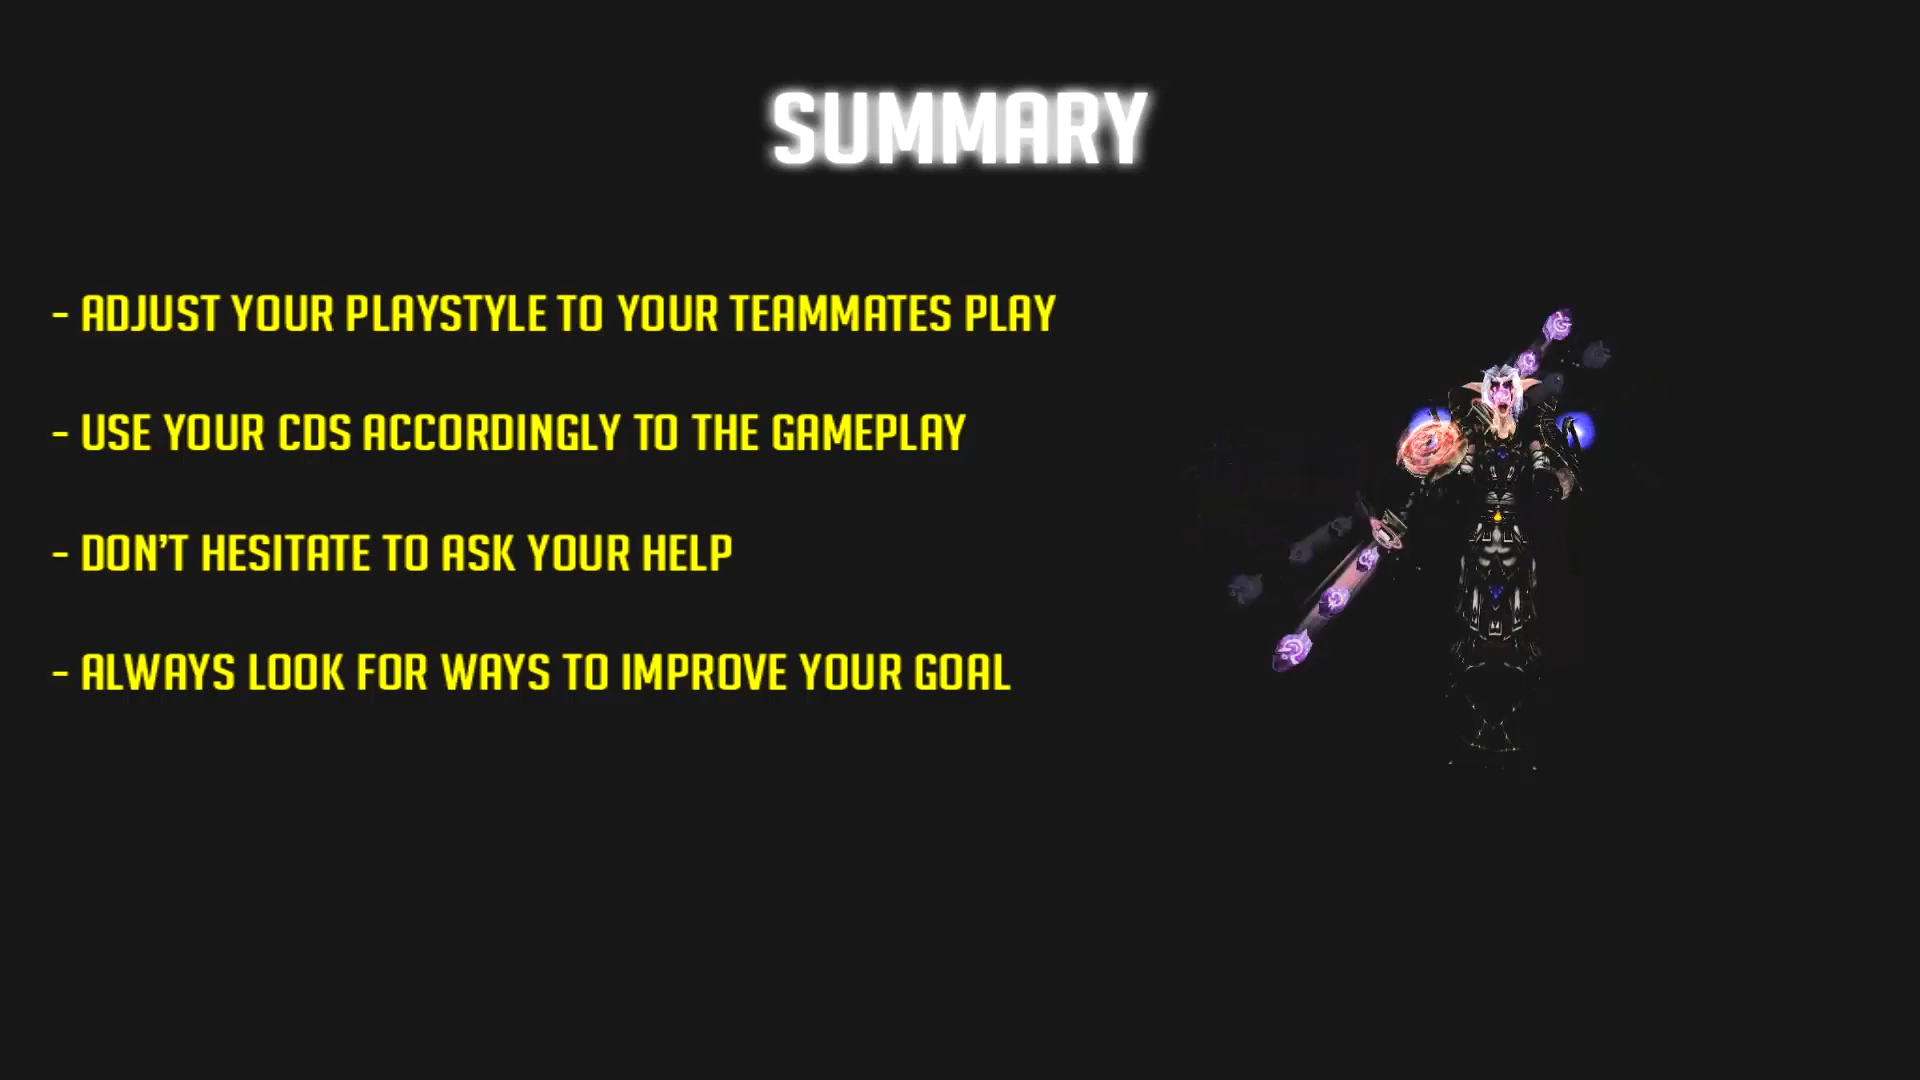 SUMMARY
- ADJUST YOUR PLAYSTYLE TO YOUR TEAMMATES PLAY
- USE YOUR CDS ACCORDINGLY TO THE GAMEPLAY
- DON'T HESITATE TO ASK YOUR HELP
- ALWAYS LOOK FOR WAYS TO IMPROVE YOUR GOAL